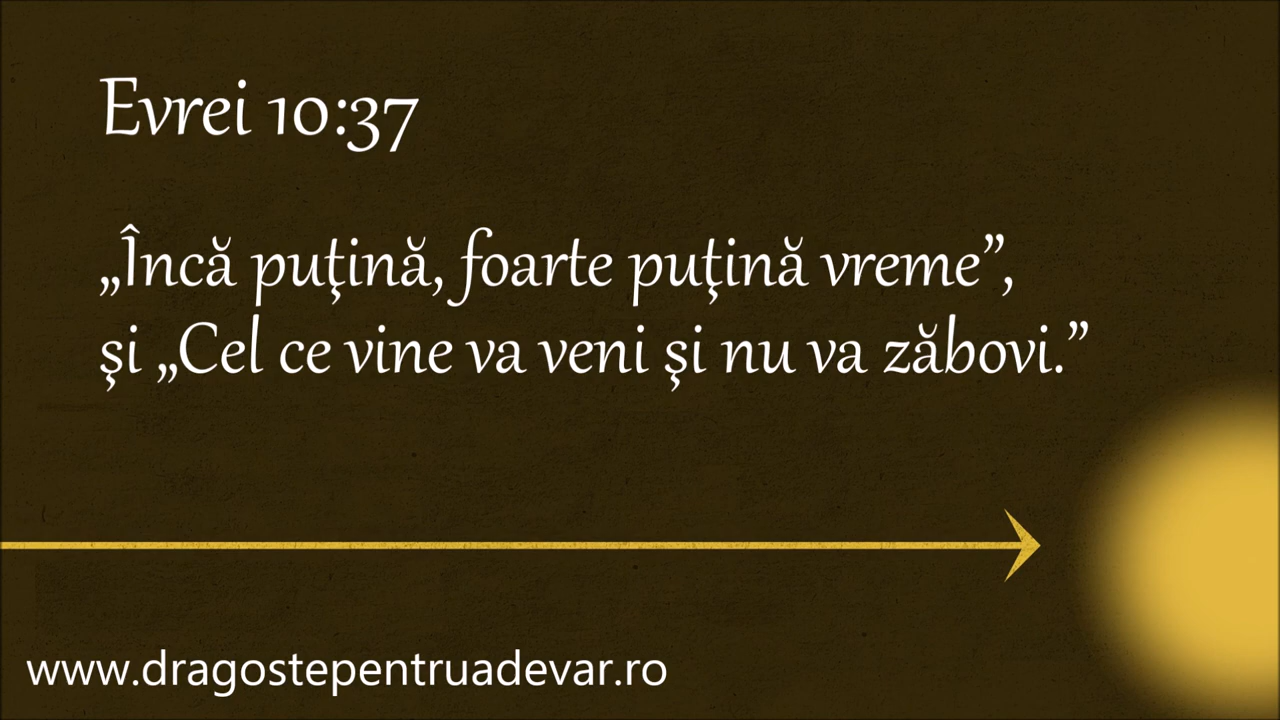 Evrei 10:37
„Încă puţină, foarte puţină vreme”,
şi „Cel ce vine va veni şi nu va zăbovi.”
www.dragostepentruadevar.ro